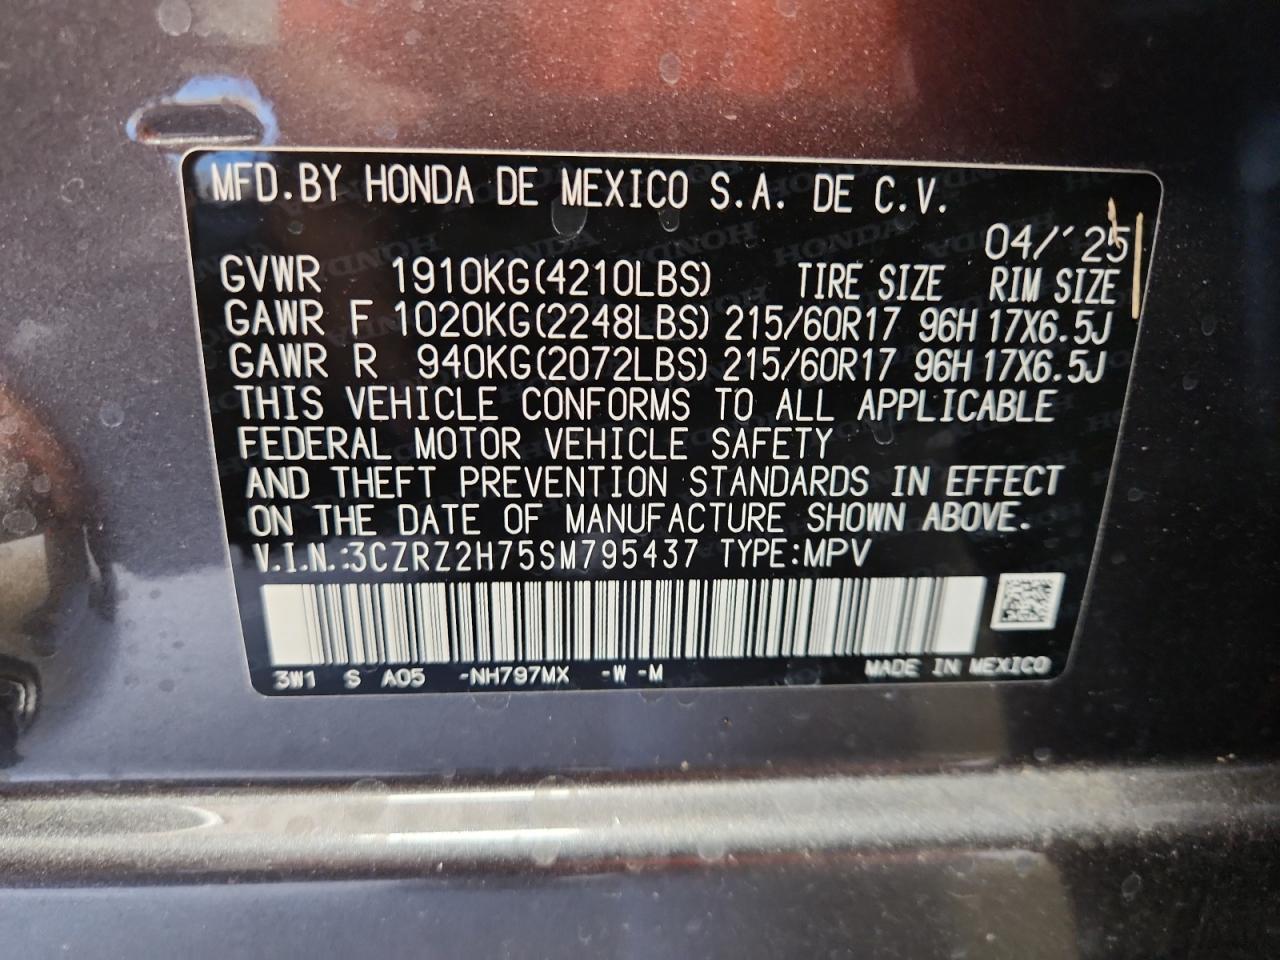 MFD.BY HONDA DE MEXICO S.A. DE C.V.
04/'25
GVWR 1910KG(4210LBS) TIRE SIZE RIM SIZE
GAWR F 1020KG(2248LBS) 215/60R17 96H 17X6.5J
GAWR R 940KG(2072LBS) 215/60R17 96H 17X6.5J
THIS VEHICLE CONFORMS TO ALL APPLICABLE
FEDERAL MOTOR VEHICLE SAFETY
AND THEFT PREVENTION STANDARDS IN EFFECT
ON THE DATE OF MANUFACTURE SHOWN ABOVE.
V.I.N.:3CZRZ2H75SM795437 TYPE:MPV
3W1 S A05 -NH797MX -W -M MADE IN MEXICO